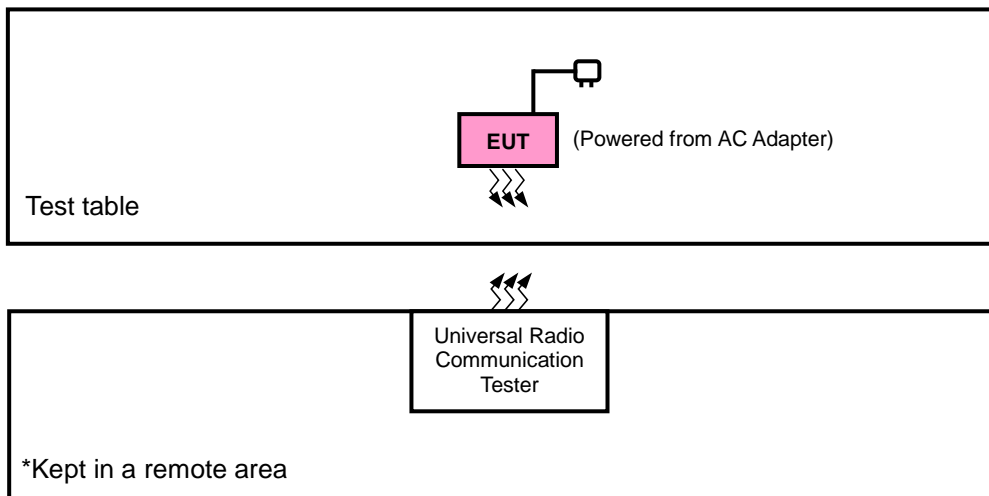 EUT
(Powered from AC Adapter)
Test table
Universal Radio
Communication
Tester
*Kept in a remote area